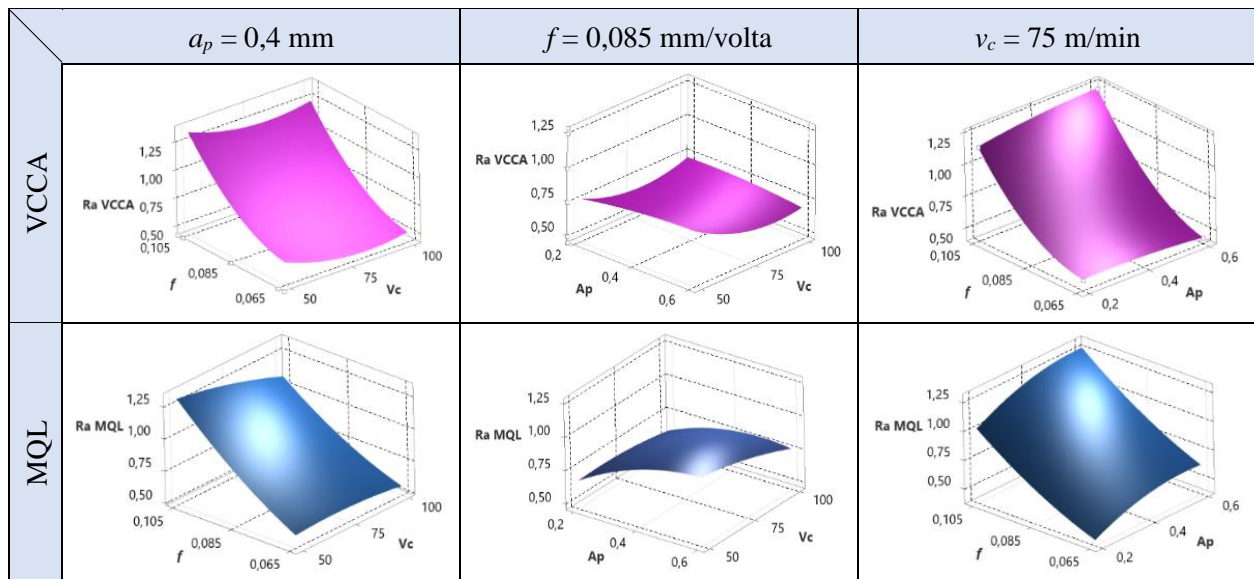 a_p = 0,4 mm
f = 0,085 mm/volta
v_c = 75 m/min
VCCA
1,25
1,00
Ra VCCA
0,75
0,50
0,105
0,085
f
0,065
50
75
Vc
100
1,25
Ra VCCA
1,00
0,75
0,50
0,2
0,4
Ap
0,6
50
75
Vc
100
1,25
1,00
0,75
Ra VCCA
0,50
0,105
0,085
f
0,065
0,2
0,4
Ap
0,6
MQL
1,25
Ra MQL
1,00
0,75
0,50
0,105
0,085
f
0,065
50
75
Vc
100
1,25
Ra MQL
1,00
0,75
0,50
0,2
0,4
Ap
0,6
50
75
Vc
100
1,25
Ra MQL
1,00
0,75
0,50
0,105
0,085
f
0,065
0,2
0,4
Ap
0,6